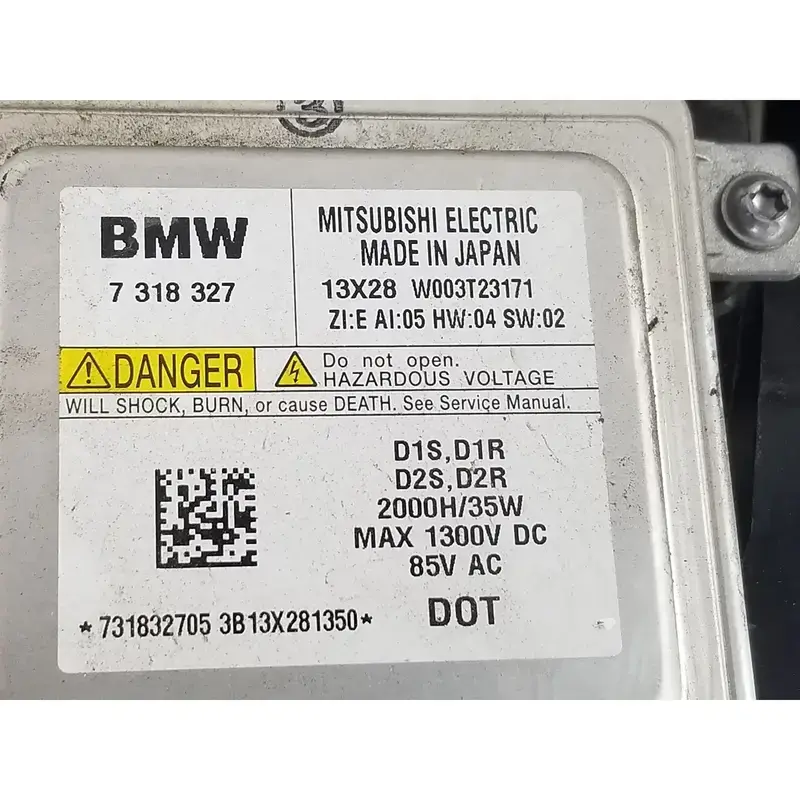 BMW
7 318 327
MITSUBISHI ELECTRIC
MADE IN JAPAN
13X28 W003T23171
ZI:E AI:05 HW:04 SW:02
DANGER
Do not open.
HAZARDOUS VOLTAGE
WILL SHOCK, BURN, or cause DEATH. See Service Manual.
D1S,D1R
D2S,D2R
2000H/35W
MAX 1300V DC
85V AC
DOT
*731832705 3B13X281350*